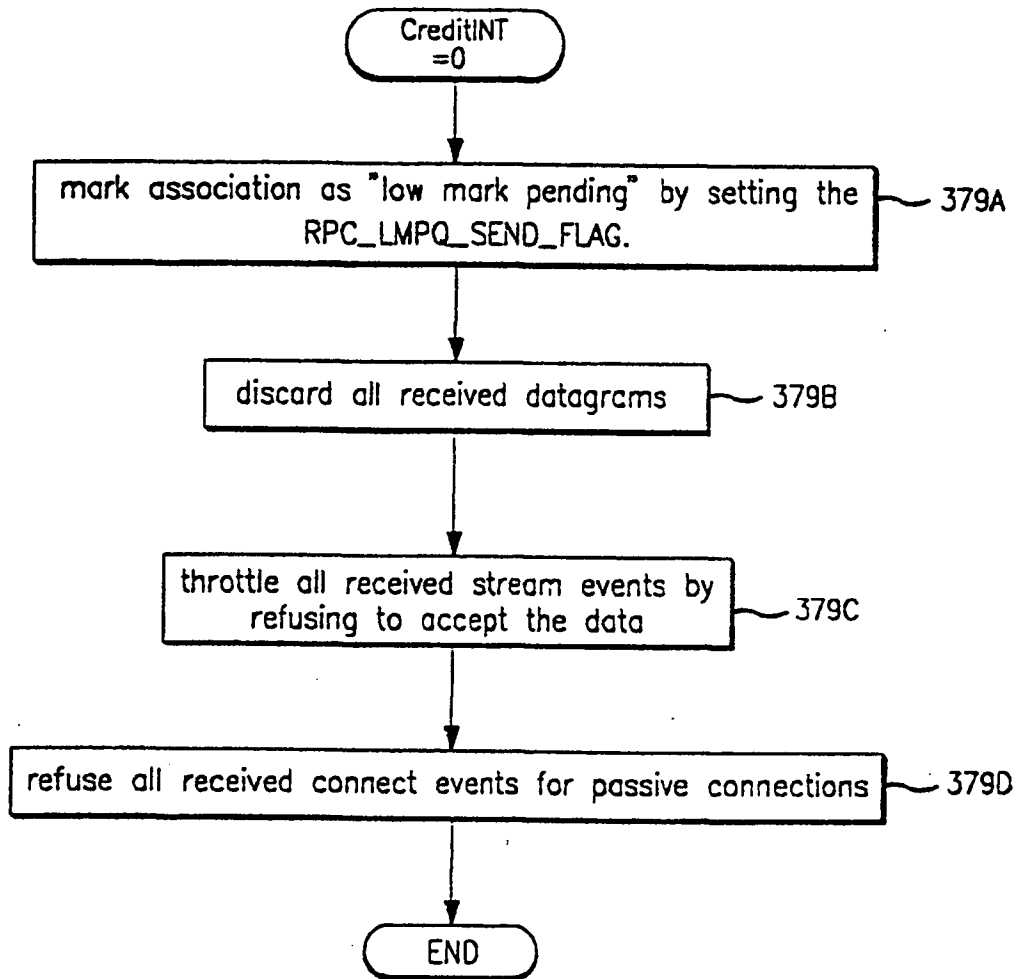 CreditINT
=0
mark association as "low mark pending" by setting the
RPC_LMPQ_SEND_FLAG.
379A
discard all received datagrams
379B
throttle all received stream events by
refusing to accept the data
379C
refuse all received connect events for passive connections
379D
END